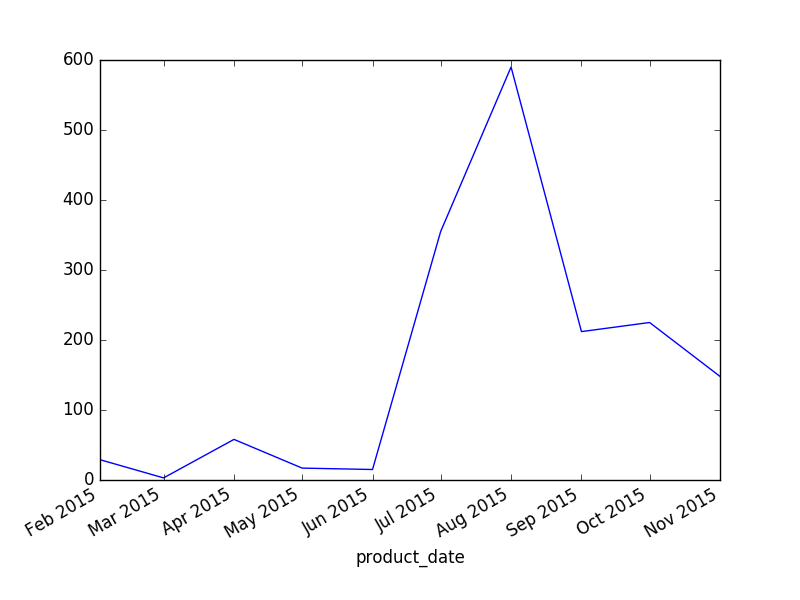 600
500
400
300
200
100
0
Feb 2015
Mar 2015
Apr 2015
May 2015
Jun 2015
Jul 2015
Aug 2015
Sep 2015
Oct 2015
Nov 2015
product_date